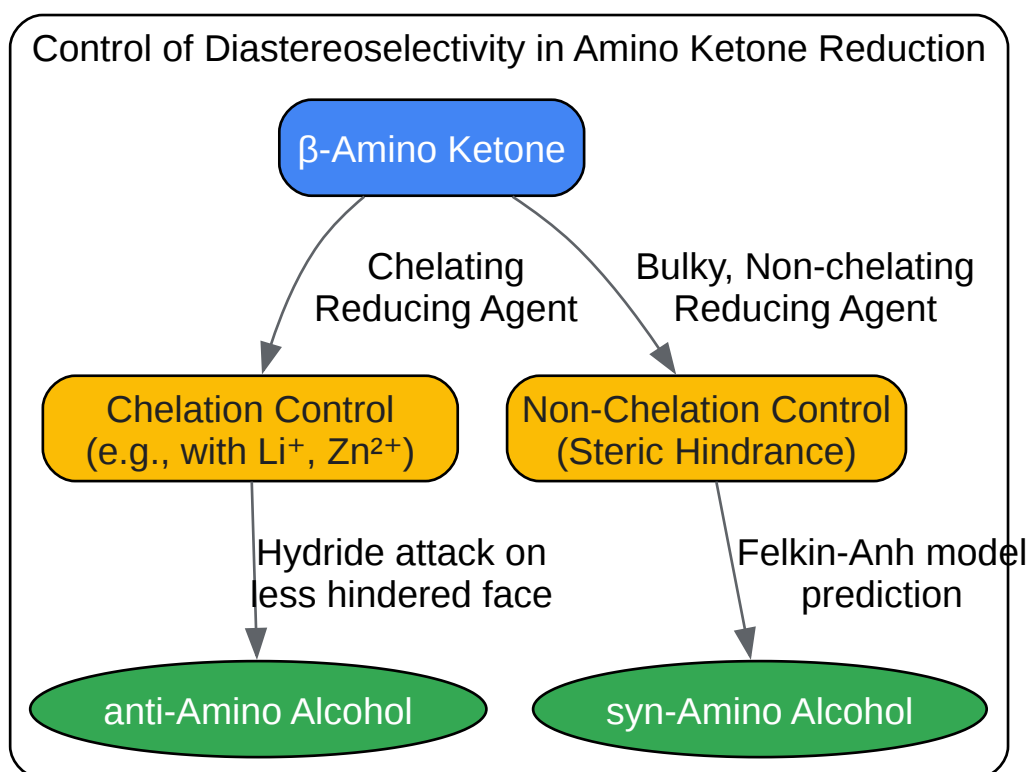 Control of Diastereoselectivity in Amino Ketone Reduction
β-Amino Ketone
Chelating
Reducing Agent
Bulky, Non-chelating
Reducing Agent
Chelation Control
(e.g., with Li⁺, Zn²⁺)
Non-Chelation Control
(Steric Hindrance)
Hydride attack on
less hindered face
Felkin-Anh model
prediction
anti-Amino Alcohol
syn-Amino Alcohol